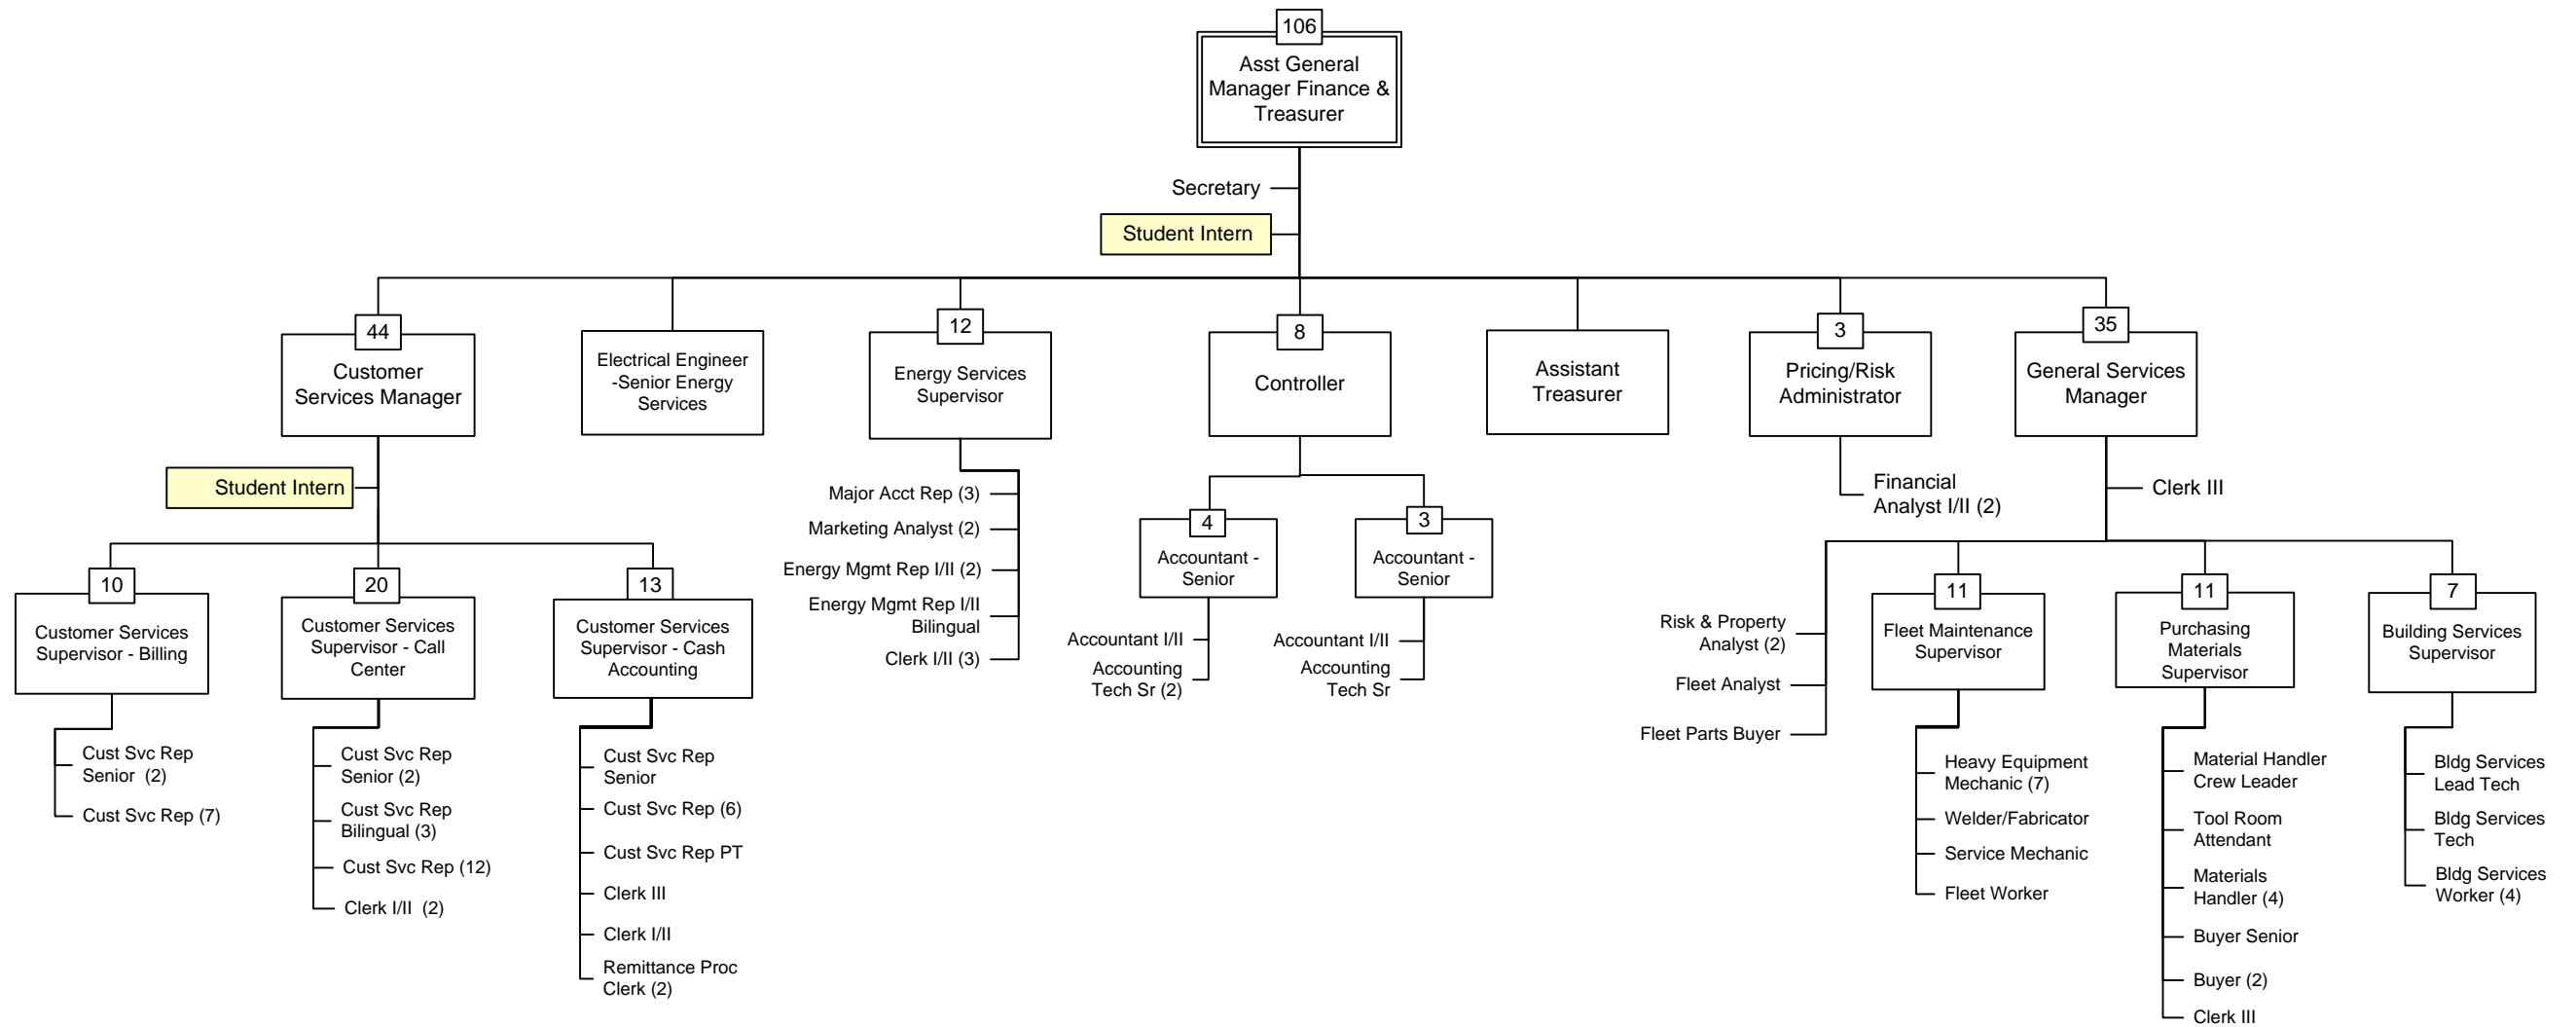 106
Asst General
Manager Finance &
Treasurer
Secretary
Student Intern
44
Customer
Services Manager
Electrical Engineer
-Senior Energy
Services
12
Energy Services
Supervisor
8
Controller
Assistant
Treasurer
3
Pricing/Risk
Administrator
35
General Services
Manager
Student Intern
10
Customer Services
Supervisor - Billing
Cust Svc Rep
Senior (2)
Cust Svc Rep (7)
20
Customer Services
Supervisor - Call
Center
Cust Svc Rep
Senior (2)
Cust Svc Rep
Bilingual (3)
Cust Svc Rep (12)
Clerk I/II (2)
13
Customer Services
Supervisor - Cash
Accounting
Cust Svc Rep
Senior
Cust Svc Rep (6)
Cust Svc Rep PT
Clerk III
Clerk I/II
Remittance Proc
Clerk (2)
Major Acct Rep (3)
Marketing Analyst (2)
Energy Mgmt Rep I/II (2)
Energy Mgmt Rep I/II
Bilingual
Clerk I/II (3)
4
Accountant -
Senior
Accountant I/II
Accounting
Tech Sr (2)
3
Accountant -
Senior
Accountant I/II
Accounting
Tech Sr
Financial
Analyst I/II (2)
Clerk III
Risk & Property
Analyst (2)
Fleet Analyst
Fleet Parts Buyer
11
Fleet Maintenance
Supervisor
Heavy Equipment
Mechanic (7)
Welder/Fabricator
Service Mechanic
Fleet Worker
11
Purchasing
Materials
Supervisor
Material Handler
Crew Leader
Tool Room
Attendant
Materials
Handler (4)
Buyer Senior
Buyer (2)
Clerk III
7
Building Services
Supervisor
Bldg Services
Lead Tech
Bldg Services
Tech
Bldg Services
Worker (4)